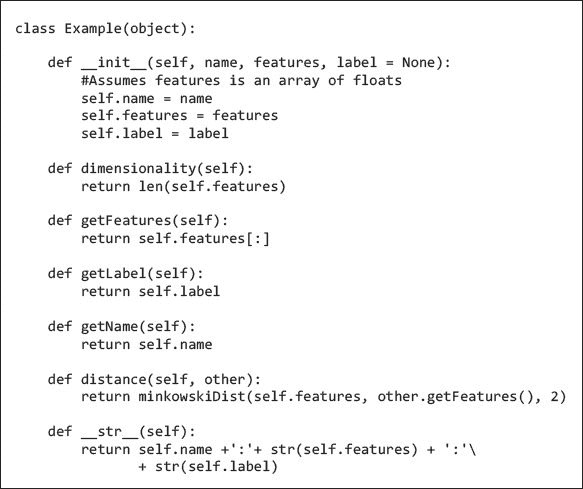 class Example(object):
def __init__(self, name, features, label = None):
#Assumes features is an array of floats
self.name = name
self.features = features
self.label = label
def dimensionality(self):
return len(self.features)
def getFeatures(self):
return self.features[:]
def getLabel(self):
return self.label
def getName(self):
return self.name
def distance(self, other):
return minkowskiDist(self.features, other.getFeatures(), 2)
def __str__(self):
return self.name +':'+ str(self.features) + ':'\
+ str(self.label)